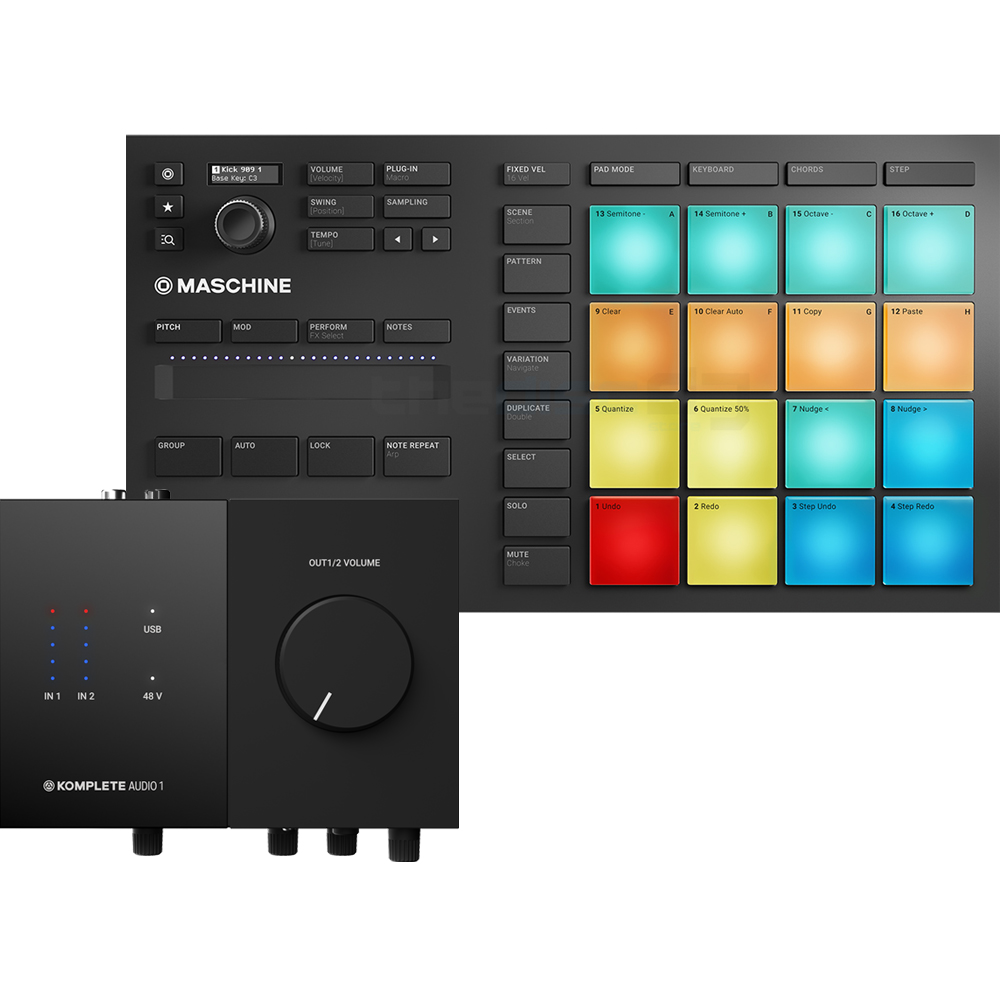 1 Kick 909 1
Base Key: C3
VOLUME
[Velocity]
PLUG-IN
Macro
SWING
[Position]
SAMPLING
TEMPO
[Tune]
MASCHINE
PITCH
MOD
PERFORM
FX Select
NOTES
GROUP
AUTO
LOCK
NOTE REPEAT
Arp
FIXED VEL
16 Vel
PAD MODE
KEYBOARD
CHORDS
STEP
SCENE
Section
PATTERN
EVENTS
VARIATION
Navigate
DUPLICATE
Double
SELECT
SOLO
MUTE
Choke
13 Semitone - A
14 Semitone + B
15 Octave - C
16 Octave + D
9 Clear E
10 Clear Auto F
11 Copy G
12 Paste H
5 Quantize
6 Quantize 50%
7 Nudge <
8 Nudge >
1 Undo
2 Redo
3 Step Undo
4 Step Redo
OUT1/2 VOLUME
USB
IN 1
IN 2
48 V
KOMPLETE AUDIO 1